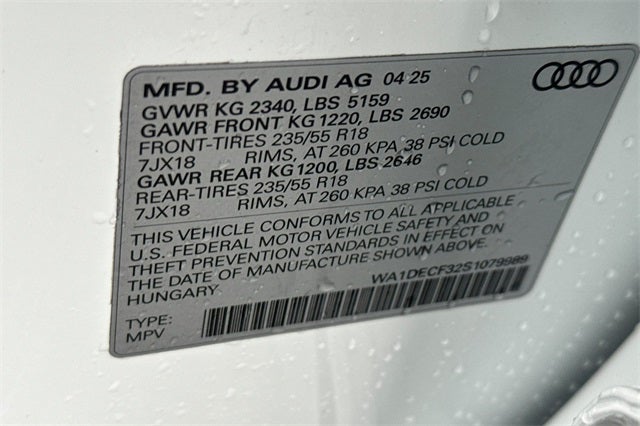 MFD. BY AUDI AG 04 25
GVWR KG 2340, LBS 5159
GAWR FRONT KG 1220, LBS 2690
FRONT-TIRES 235/55 R18
7JX18 RIMS, AT 260 KPA, 38 PSI COLD
GAWR REAR KG1200, LBS 2646
REAR-TIRES 235/55 R18
7JX18 RIMS, AT 260 KPA 38 PSI COLD
THIS VEHICLE CONFORMS TO ALL APPLICABLE
U.S. FEDERAL MOTOR VEHICLE SAFETY AND
THEFT PREVENTION STANDARDS IN EFFECT ON
THE DATE OF MANUFACTURE SHOWN ABOVE.
HUNGARY WA1DECF32S1079989
TYPE:
MPV